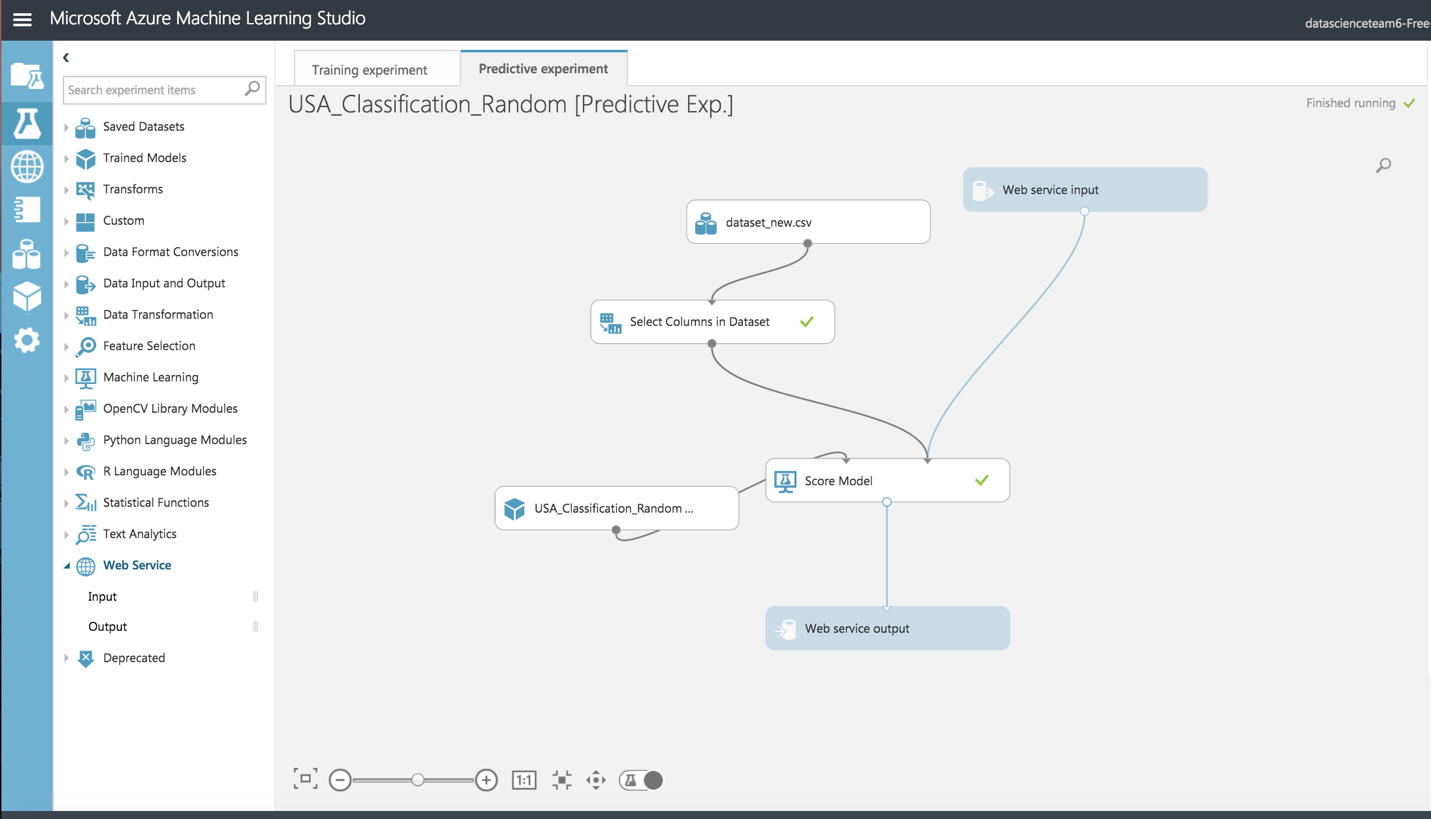 Microsoft Azure Machine Learning Studio
datascienceteam6-Free-
Search experiment items
Saved Datasets
Trained Models
Transforms
Custom
Data Format Conversions
Data Input and Output
Data Transformation
Feature Selection
Machine Learning
OpenCV Library Modules
Python Language Modules
R Language Modules
Statistical Functions
Text Analytics
Web Service
Input
Output
Deprecated
Training experiment
Predictive experiment
USA_Classification_Random [Predictive Exp.]
Finished running
Web service input
dataset_new.csv
Select Columns in Dataset
Score Model
USA_Classification_Random ...
Web service output
1:1